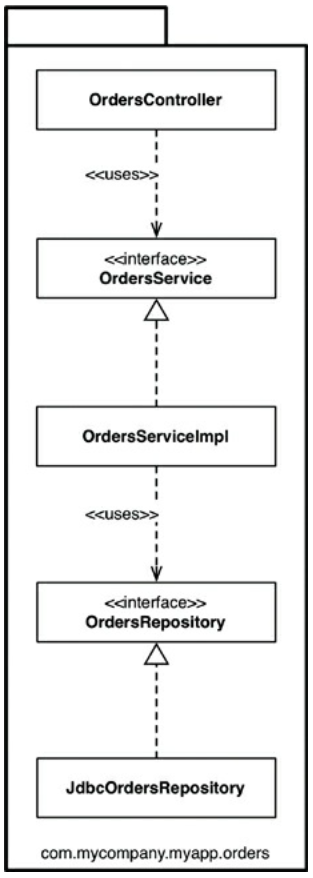 OrdersController
<<uses>>
<<interface>>
OrdersService
OrdersServiceImpl
<<uses>>
<<interface>>
OrdersRepository
JdbcOrdersRepository
com.mycompany.myapp.orders